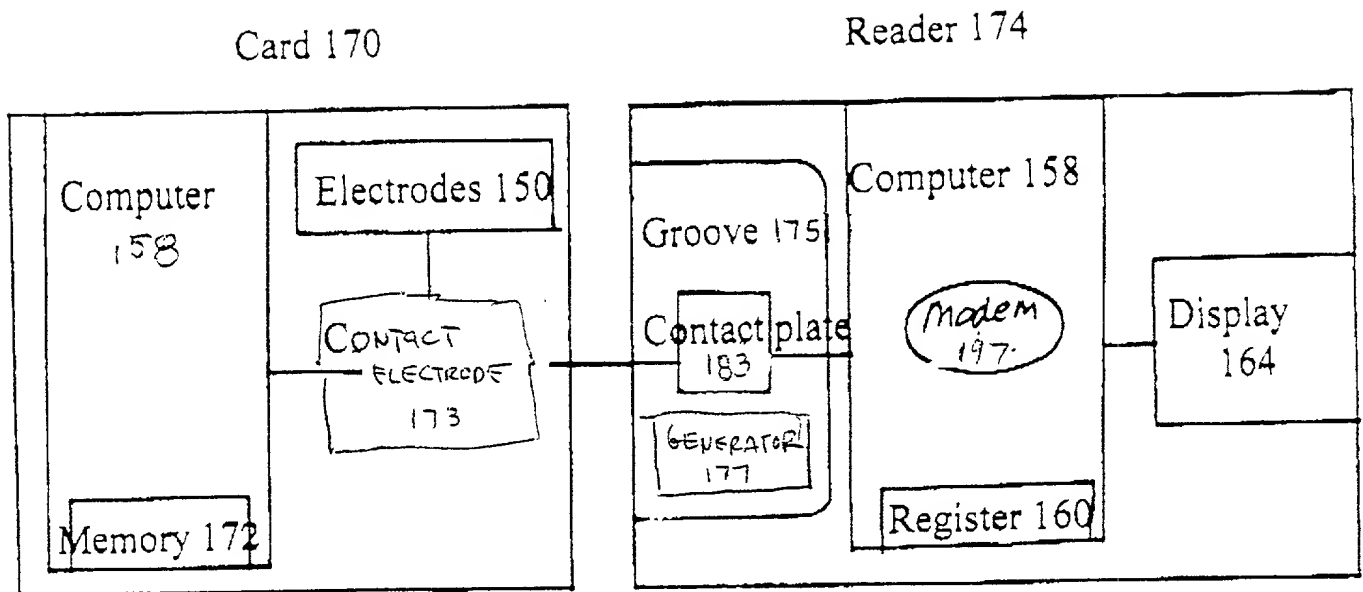 Card 170
Reader 174
Computer
158
Electrodes 150
CONTACT
ELECTRODE
173
Memory 172
Groove 175
Contact plate
183
GENERATOR
177
Computer 158
Modem
197.
Register 160
Display
164